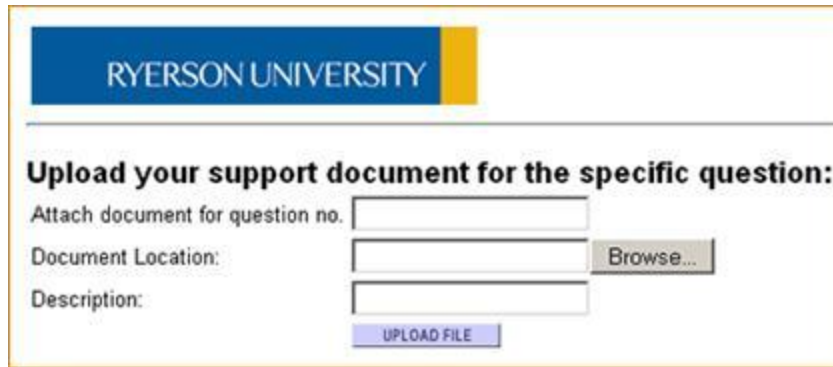 RYERSON UNIVERSITY
Upload your support document for the specific question:
Attach document for question no.
Document Location:
Browse...
Description:
UPLOAD FILE